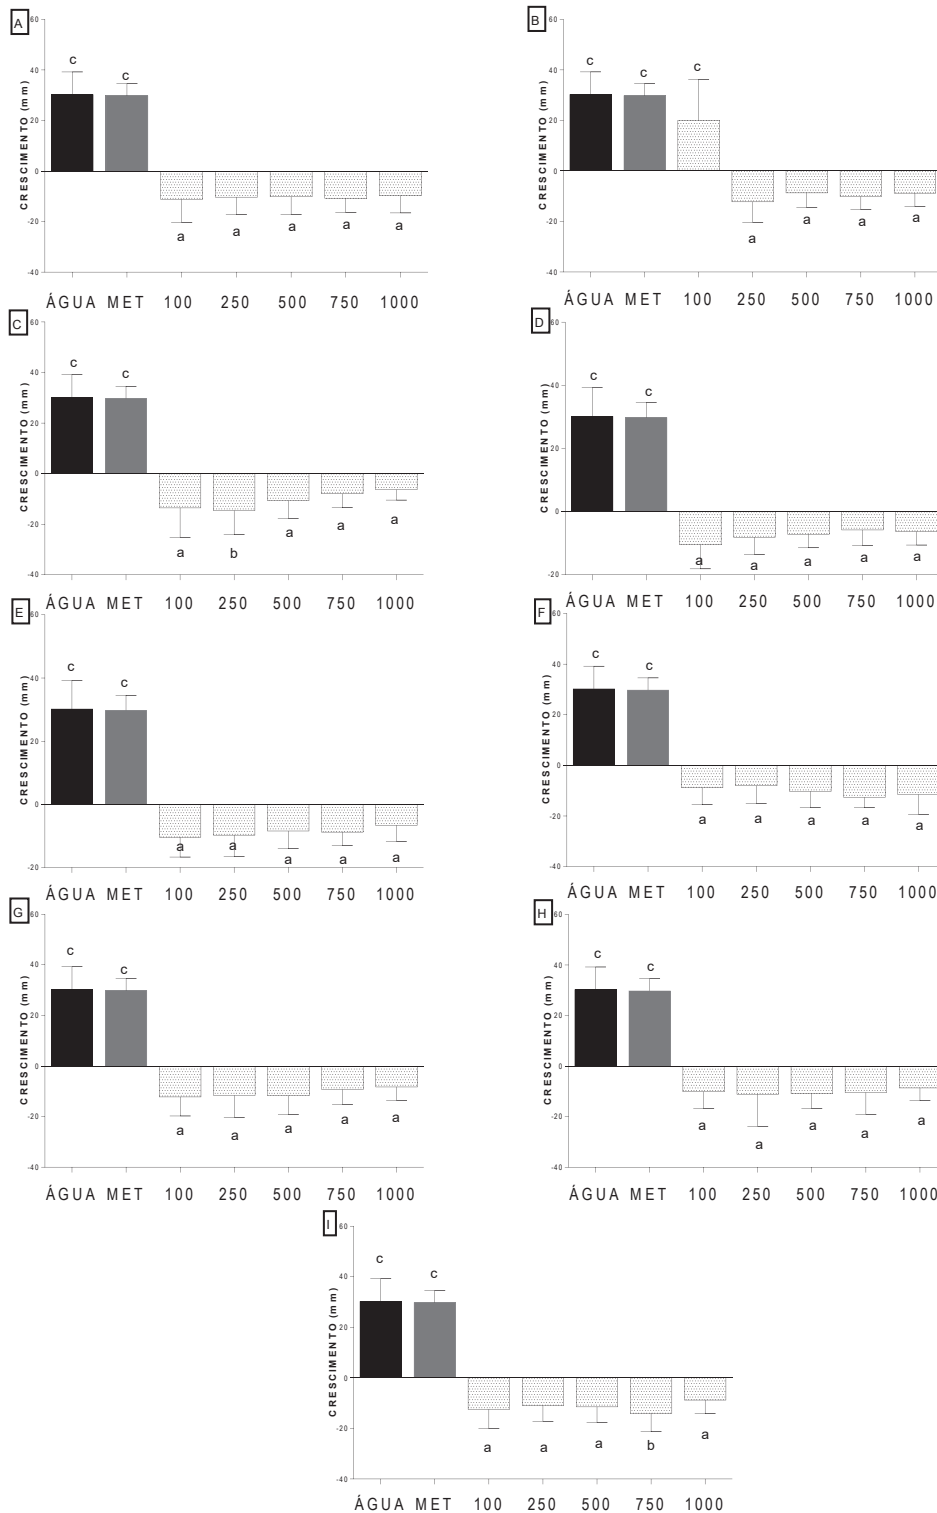 A
CRESCIMENTO (mm)
60
40
20
0
-20
-40
c c a a a a a
ÁGUA MET 100 250 500 750 1000
B
CRESCIMENTO (mm)
60
40
20
0
-20
-40
c c c a a a a
ÁGUA MET 100 250 500 750 1000
C
CRESCIMENTO (mm)
60
40
20
0
-20
-40
c c a b a a a
ÁGUA MET 100 250 500 750 1000
D
CRESCIMENTO (mm)
60
40
20
0
-20
c c a a a a a
ÁGUA MET 100 250 500 750 1000
E
CRESCIMENTO (mm)
60
40
20
0
-20
c c a a a a a
ÁGUA MET 100 250 500 750 1000
F
CRESCIMENTO (mm)
60
40
20
0
-20
-40
c c a a a a a
ÁGUA MET 100 250 500 750 1000
G
CRESCIMENTO (mm)
60
40
20
0
-20
-40
c c a a a a a
ÁGUA MET 100 250 500 750 1000
H
CRESCIMENTO (mm)
60
40
20
0
-20
-40
c c a a a a a
ÁGUA MET 100 250 500 750 1000
I
CRESCIMENTO (mm)
60
40
20
0
-20
-40
c c a a a b a
ÁGUA MET 100 250 500 750 1000